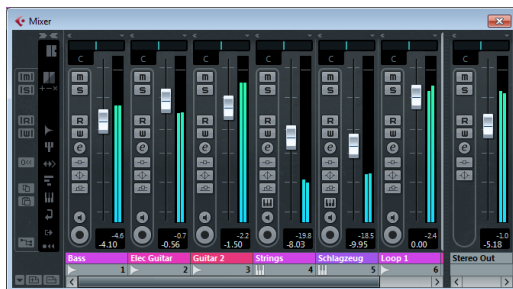 Mixer
C C C C C C C
m m m m m m
S S S S S S
[M]
[S]
R R R R R R
W W W W W W
[R]
[W]
e e e e e e e
-4.6 -0.7 -2.2 -19.8 -18.5 -2.4 -1.0
-4.10 -0.56 -1.50 -8.03 -9.95 0.00 -5.18
Bass Elec Guitar Guitar 2 Strings Schlagzeug Loop 1 Stereo Out
1 2 3 4 5 6